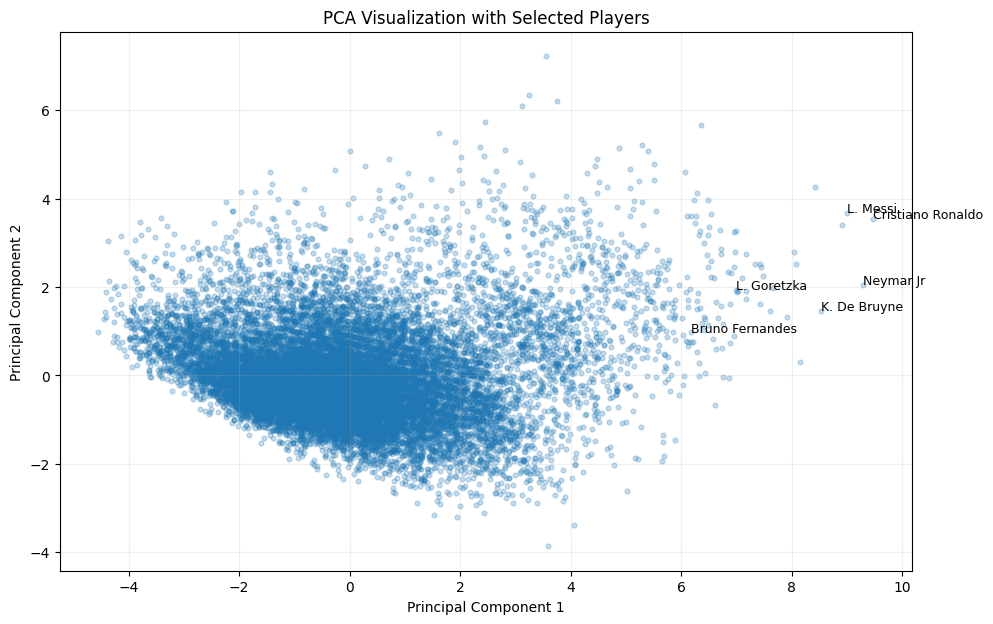 PCA Visualization with Selected Players
Principal Component 2
6
4
2
0
−2
−4
L. Messi
Cristiano Ronaldo
Neymar Jr
L. Goretzka
K. De Bruyne
Bruno Fernandes
−4
−2
0
2
4
6
8
10
Principal Component 1